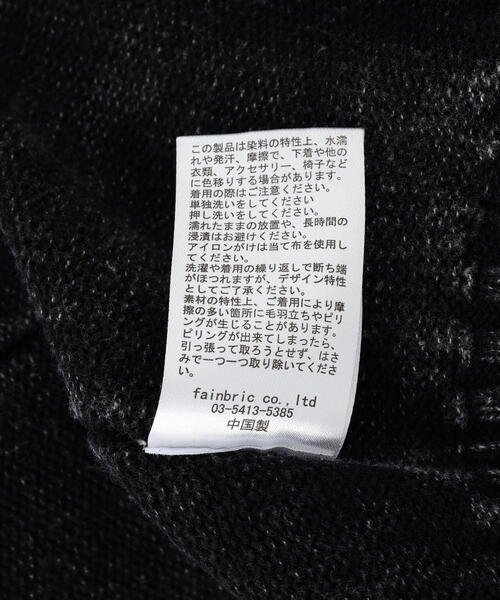 この製品は染料の特性上、水濡
れや発汗、摩擦で、下着や他の
衣類、アクセサリー、椅子など
に色移りする場合があります。
着用の際はご注意ください。
単独洗いをしてください
押し洗いをしてください。
濡れたままの放置や、長時間の
浸漬はお避けください。
アイロンがけは当て布を使用し
てください。
洗濯や着用の繰り返しで断ち端
がほつれますが、デザイン特性
としてご了承ください。
素材の特性上、ご着用により摩
擦の多い箇所に毛羽立ちやピリ
ングが生じることがあります。
ピリングが出来てしまったら、
引っ張って取ろうとせず、はさ
みで一つ一つ取り除いてくださ
い。
fainbric co.,ltd
03-5413-5385
中国製